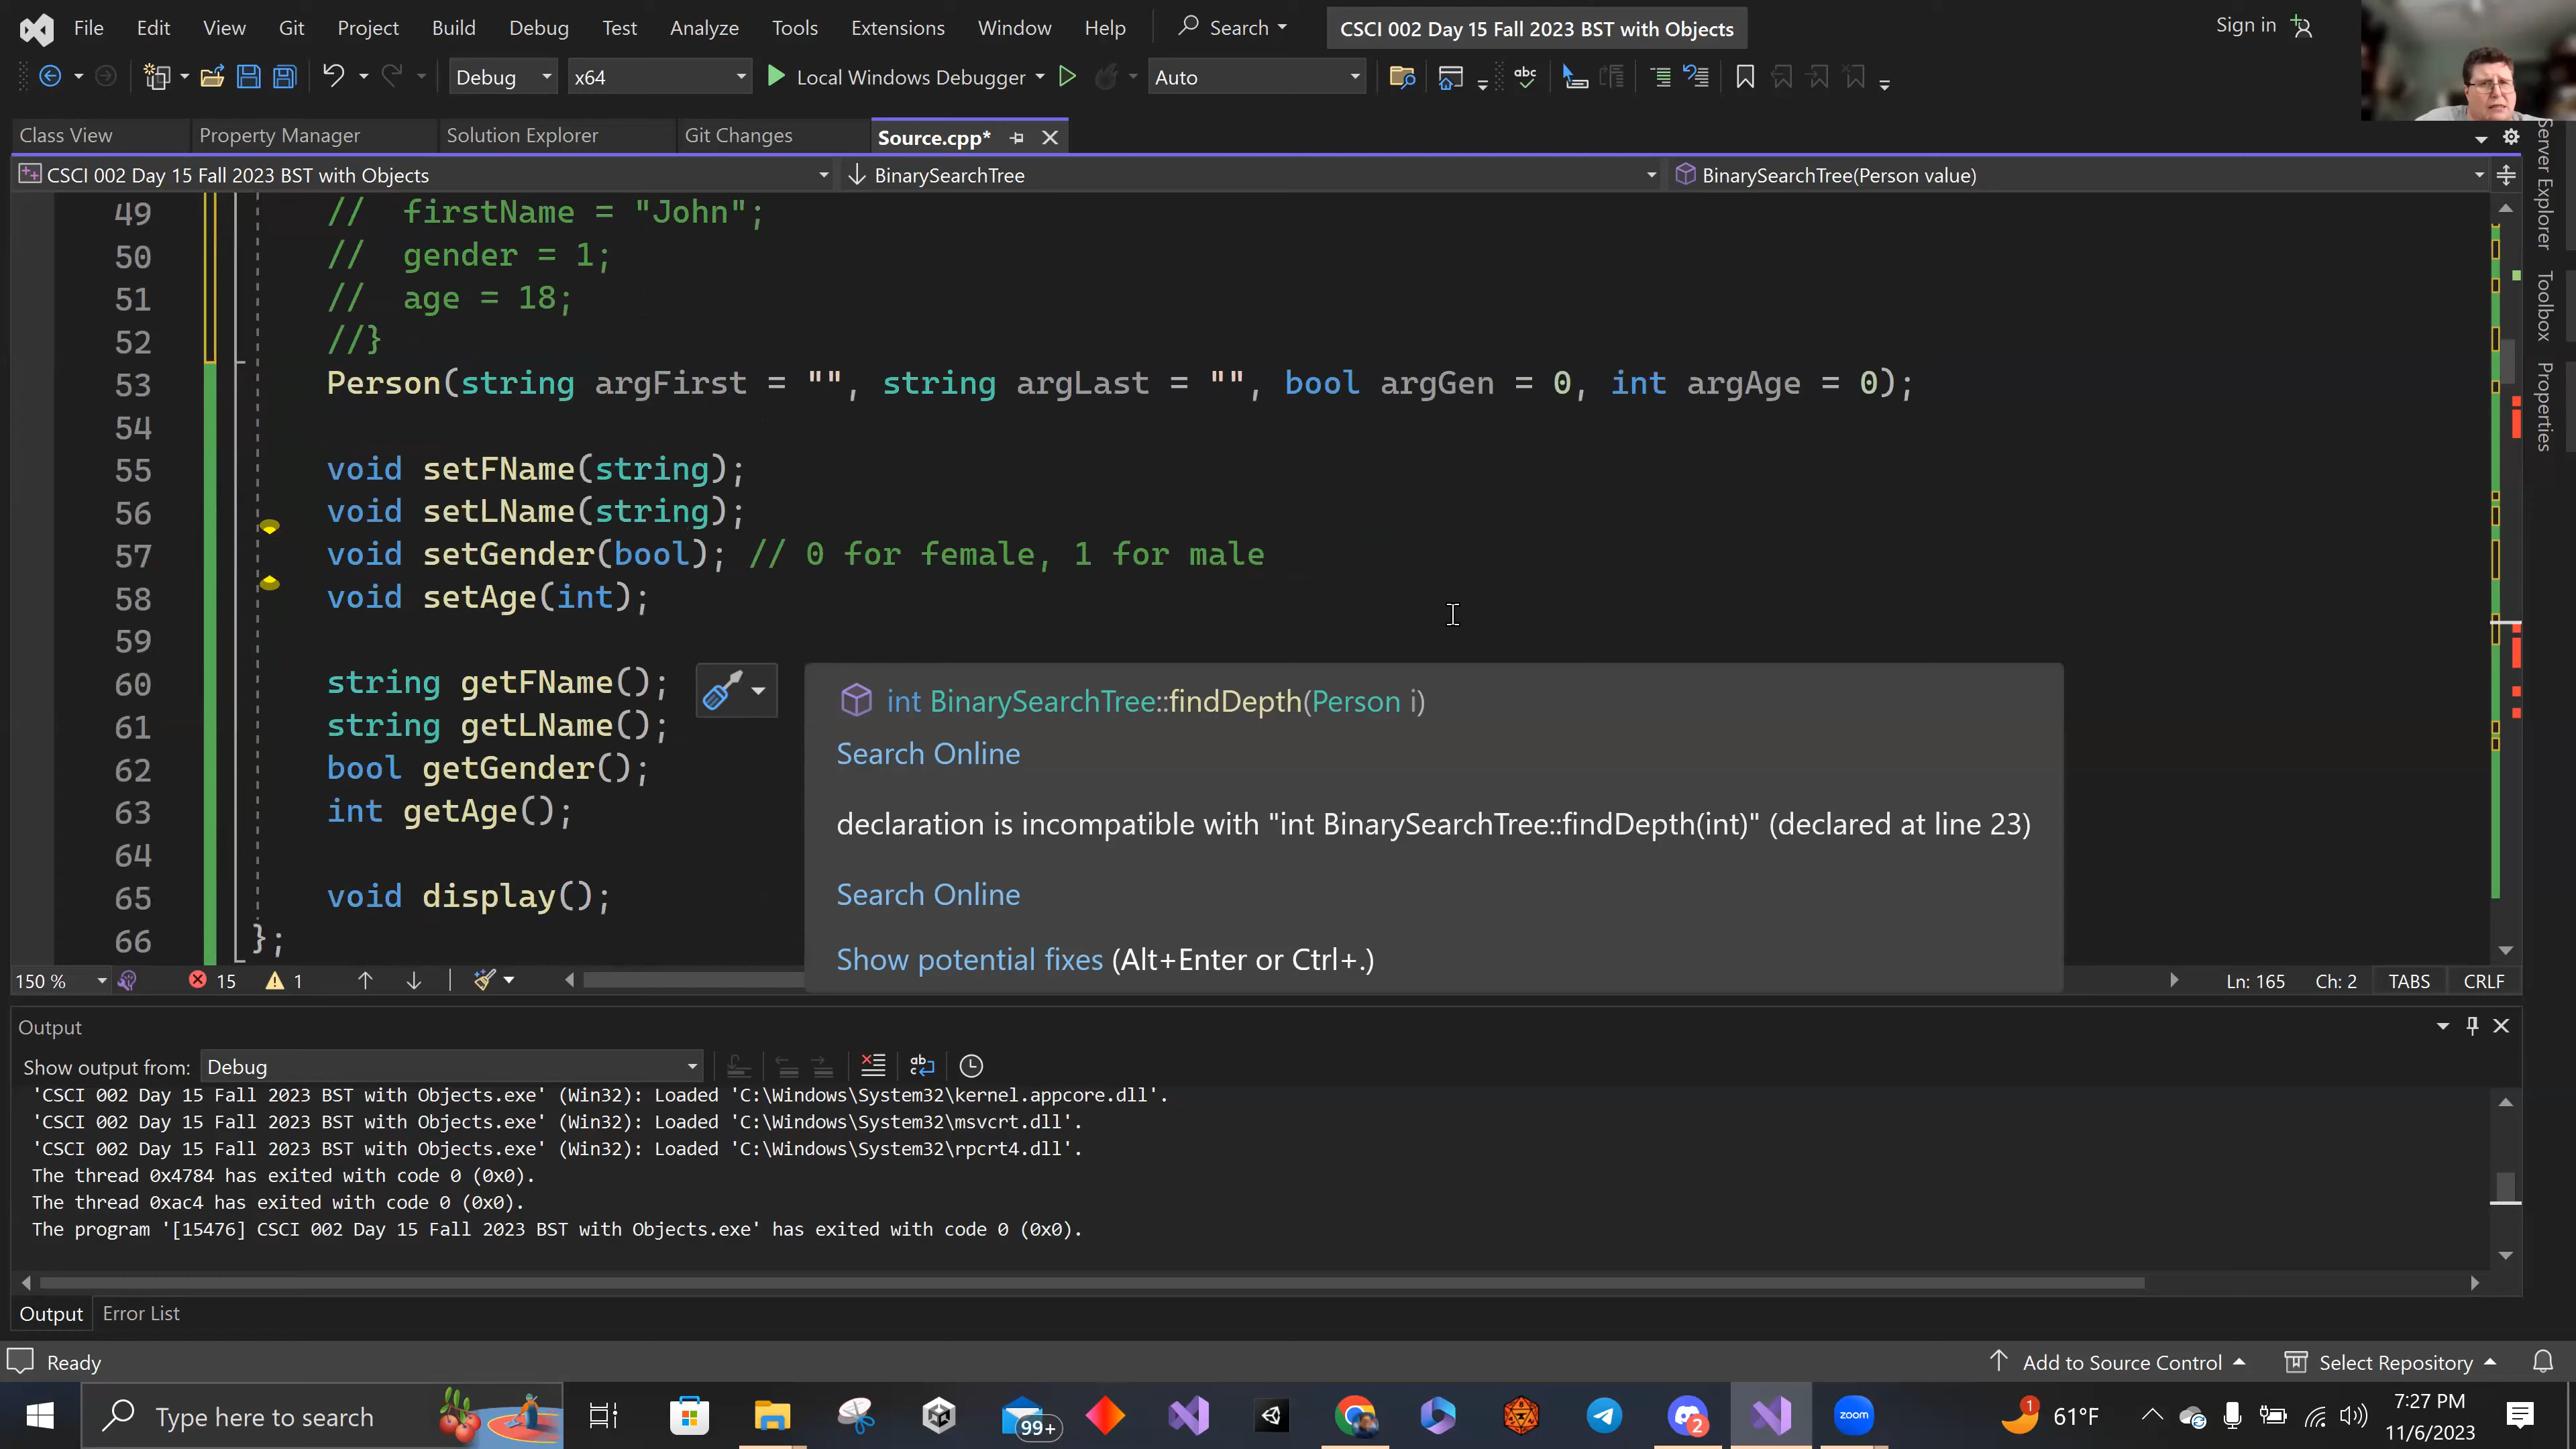 File Edit View Git Project Build Debug Test Analyze Tools Extensions Window Help Search CSCI 002 Day 15 Fall 2023 BST with Objects Sign in
Debug x64 Local Windows Debugger Auto
Class View Property Manager Solution Explorer Git Changes Source.cpp*
CSCI 002 Day 15 Fall 2023 BST with Objects BinarySearchTree BinarySearchTree(Person value)
49 // firstName = "John";
50 // gender = 1;
51 // age = 18;
52 //}
53 Person(string argFirst = "", string argLast = "", bool argGen = 0, int argAge = 0);
54
55 void setFName(string);
56 void setLName(string);
57 void setGender(bool); // 0 for female, 1 for male
58 void setAge(int);
59
60 string getFName();
61 string getLName();
62 bool getGender();
63 int getAge();
64
65 void display();
66 };
int BinarySearchTree::findDepth(Person i)
Search Online
declaration is incompatible with "int BinarySearchTree::findDepth(int)" (declared at line 23)
Search Online
Show potential fixes (Alt+Enter or Ctrl+.)
Server Explorer
Toolbox
Properties
150 % 15 1 Ln: 165 Ch: 2 TABS CRLF
Output
Show output from: Debug
'CSCI 002 Day 15 Fall 2023 BST with Objects.exe' (Win32): Loaded 'C:\Windows\System32\kernel.appcore.dll'.
'CSCI 002 Day 15 Fall 2023 BST with Objects.exe' (Win32): Loaded 'C:\Windows\System32\msvcrt.dll'.
'CSCI 002 Day 15 Fall 2023 BST with Objects.exe' (Win32): Loaded 'C:\Windows\System32\rpcrt4.dll'.
The thread 0x4784 has exited with code 0 (0x0).
The thread 0xac4 has exited with code 0 (0x0).
The program '[15476] CSCI 002 Day 15 Fall 2023 BST with Objects.exe' has exited with code 0 (0x0).
Output Error List
Ready Add to Source Control Select Repository
Type here to search 99+ 2 zoom 1 61°F 7:27 PM
11/6/2023